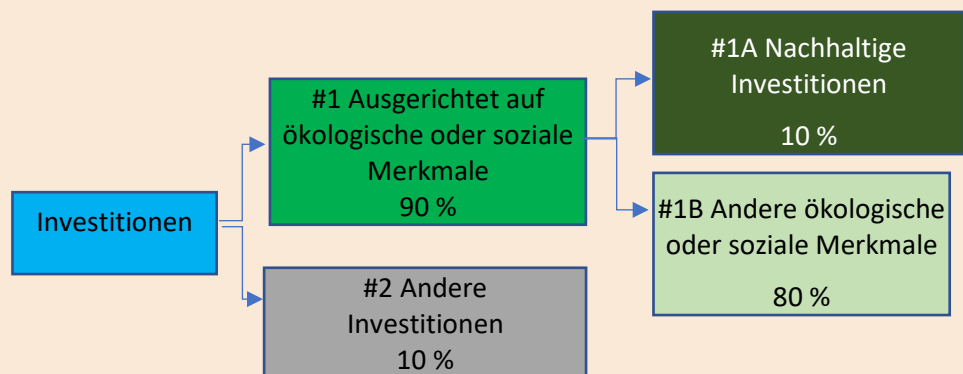 Investitionen
#1 Ausgerichtet auf
ökologische oder soziale
Merkmale
90 %
#2 Andere
Investitionen
10 %
#1A Nachhaltige
Investitionen
10 %
#1B Andere ökologische
oder soziale Merkmale
80 %